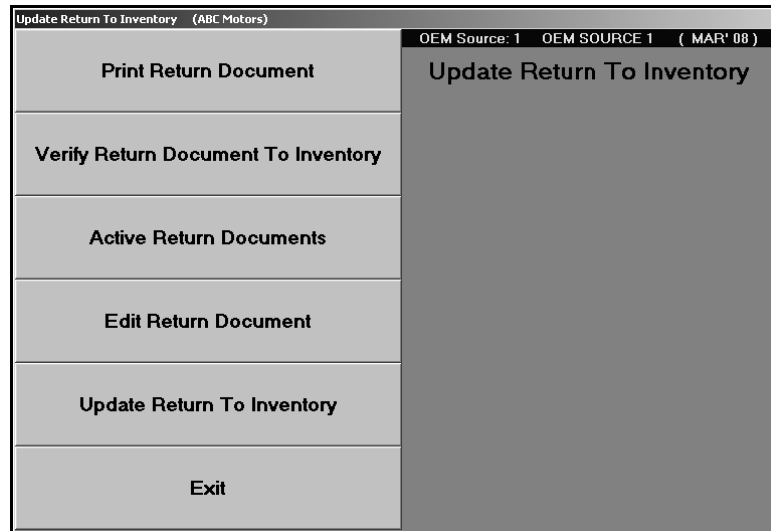 Update Return To Inventory (ABC Motors)
OEM Source: 1 OEM SOURCE 1 ( MAR' 08 )
Update Return To Inventory
Print Return Document
Verify Return Document To Inventory
Active Return Documents
Edit Return Document
Update Return To Inventory
Exit